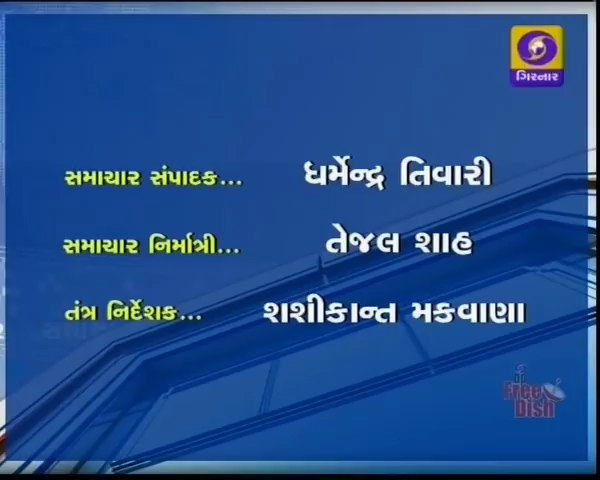 ગિરનાર
સમાચાર સંપાદક... ધર્મેન્દ્ર તિવારી
સમાચાર નિર્માત્રી... તેજલ શાહ
તંત્ર નિર્દેશક... શશીકાન્ત મકવાણા
Free
Dish